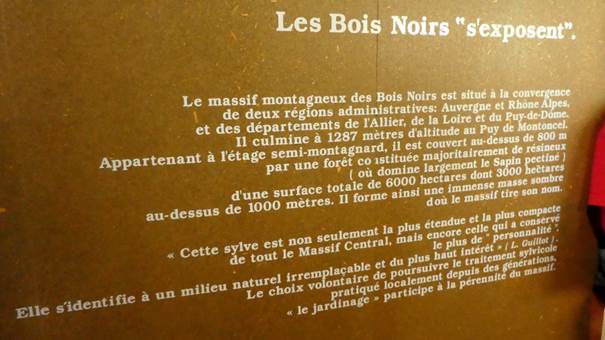 Les Bois Noirs "s'exposent".
Le massif montagneux des Bois Noirs est situé à la convergence
de deux régions administratives: Auvergne et Rhône Alpes,
et des départements de l'Allier, de la Loire et du Puy-de-Dôme.
Il culmine à 1287 mètres d'altitude au Puy de Montoncel.
Appartenant à l'étage semi-montagnard, il est couvert au-dessus de 800 m
par une forêt co istituée majoritairement de résineux
( où domine largement le Sapin pectiné )
d'une surface totale de 6000 hectares dont 3000 hectares
au-dessus de 1000 mètres. Il forme ainsi une immense masse sombre
d où le massif tire son nom.
« Cette sylve est non seulement la plus étendue et la plus compacte
de tout le Massif Central, mais encore celle qui a conservé
le plus de " personnalité ".
Elle s'identifie à un milieu naturel irremplaçable et du plus haut intérêt » ( L. Guillot ) .
Le choix volontaire de poursuivre le traitement sylvicole
pratiqué localement depuis des générations,
« le jardinage » participe à la pérennité du massif.